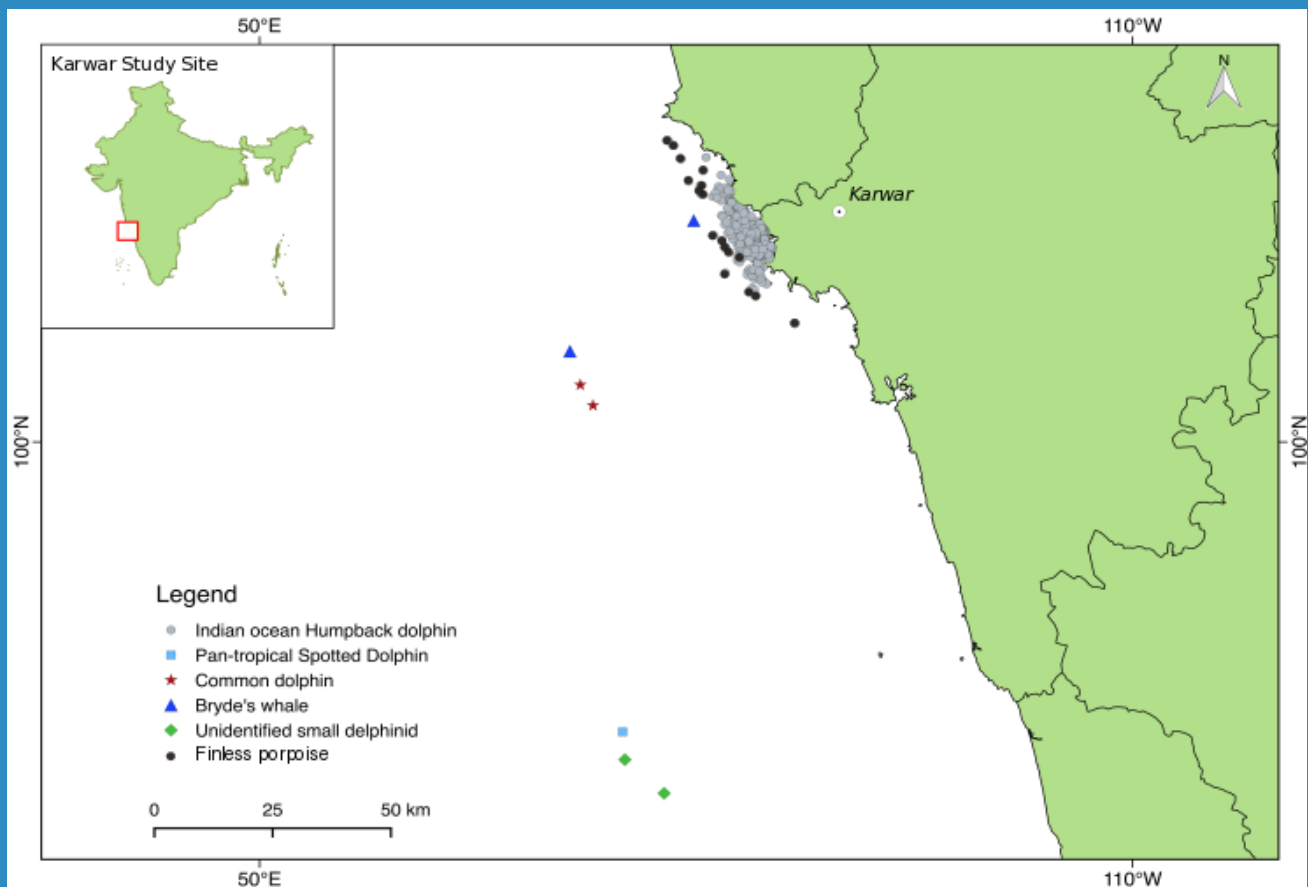 50°E
110°W
Karwar Study Site
N
Karwar
100°N
100°N
Legend
Indian ocean Humpback dolphin
Pan-tropical Spotted Dolphin
Common dolphin
Bryde's whale
Unidentified small delphinid
Finless porpoise
0 25 50 km
50°E
110°W